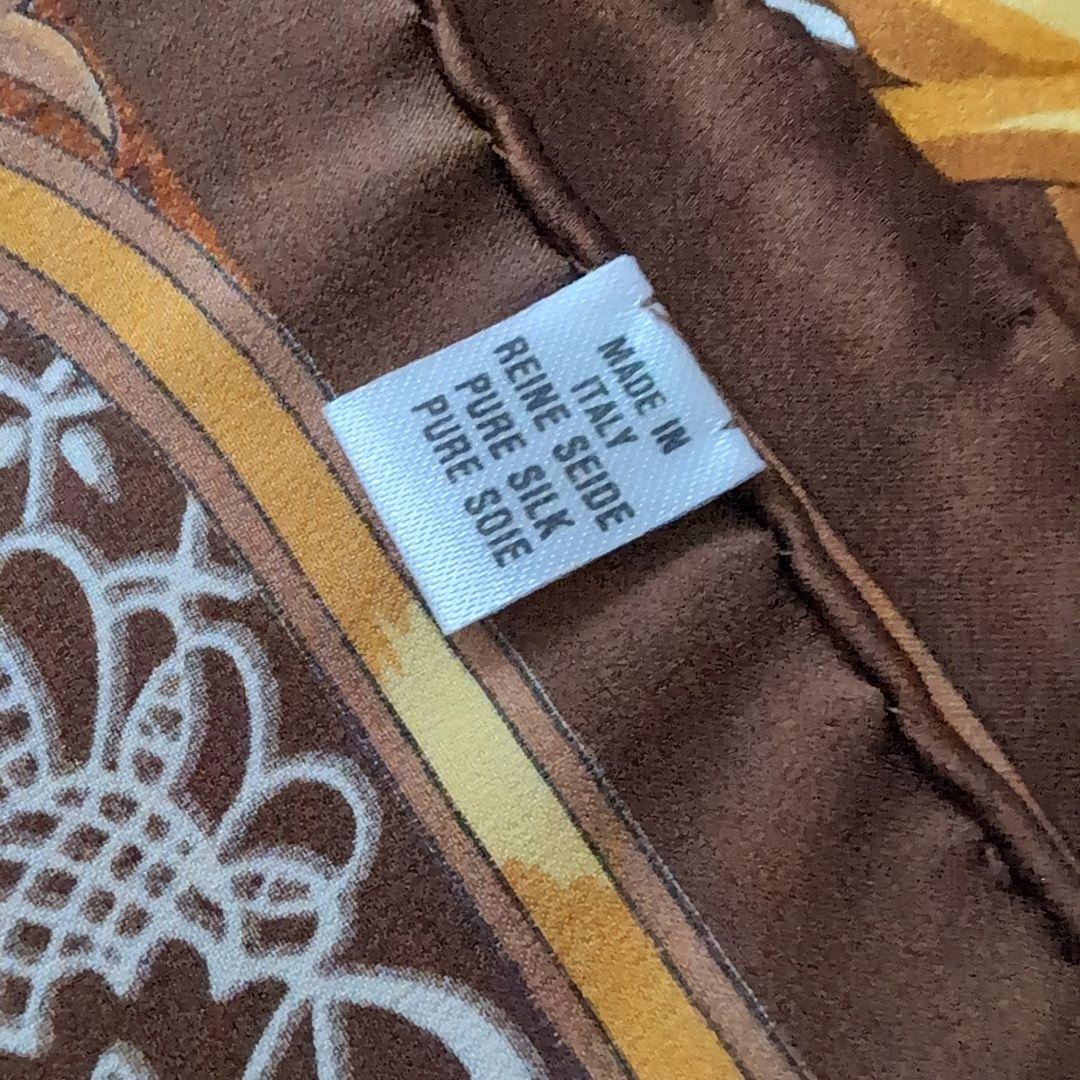 MADE IN
ITALY
REINE SEIDE
PURE SILK
PURE SOIE